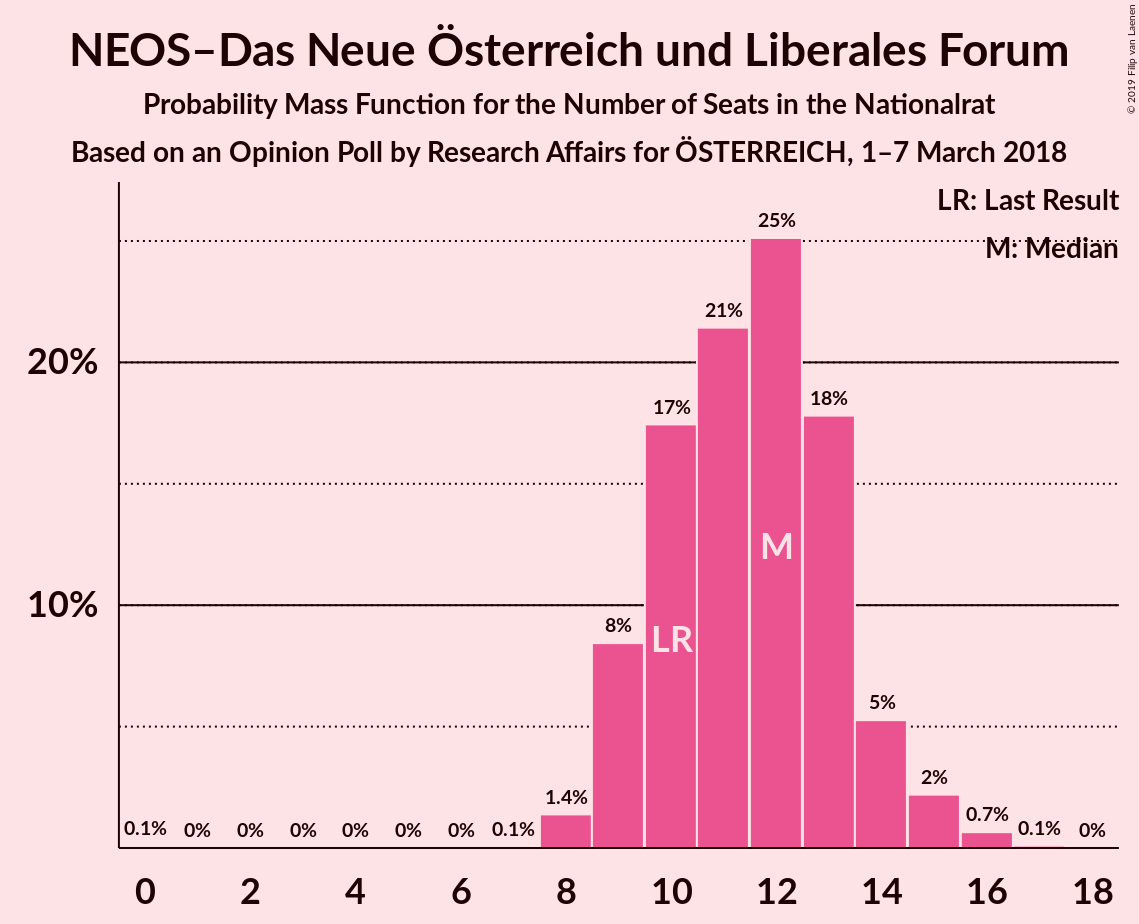 NEOS–Das Neue Österreich und Liberales Forum
Probability Mass Function for the Number of Seats in the Nationalrat
Based on an Opinion Poll by Research Affairs for ÖSTERREICH, 1–7 March 2018
© 2019 Filip van Laenen
LR: Last Result
M: Median
25%
21%
20%
18%
17%
M
10%
8%
LR
5%
2%
1.4%
0.7%
0.1% 0% 0% 0% 0% 0% 0% 0.1% 0.1% 0%
0 2 4 6 8 10 12 14 16 18